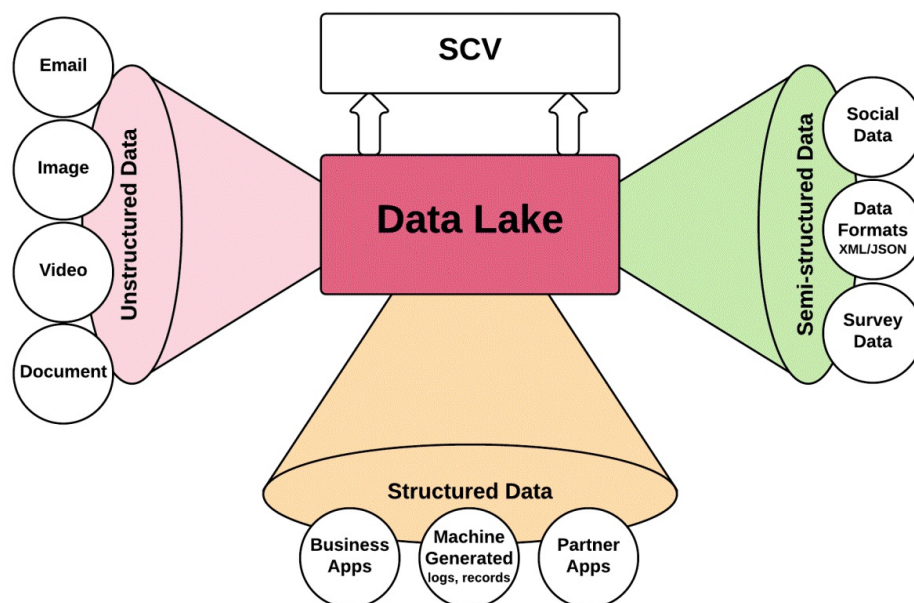 SCV
Data Lake
Unstructured Data
Email
Image
Video
Document
Semi-structured Data
Social
Data
Data
Formats
XML/JSON
Survey
Data
Structured Data
Business
Apps
Machine
Generated
logs, records
Partner
Apps